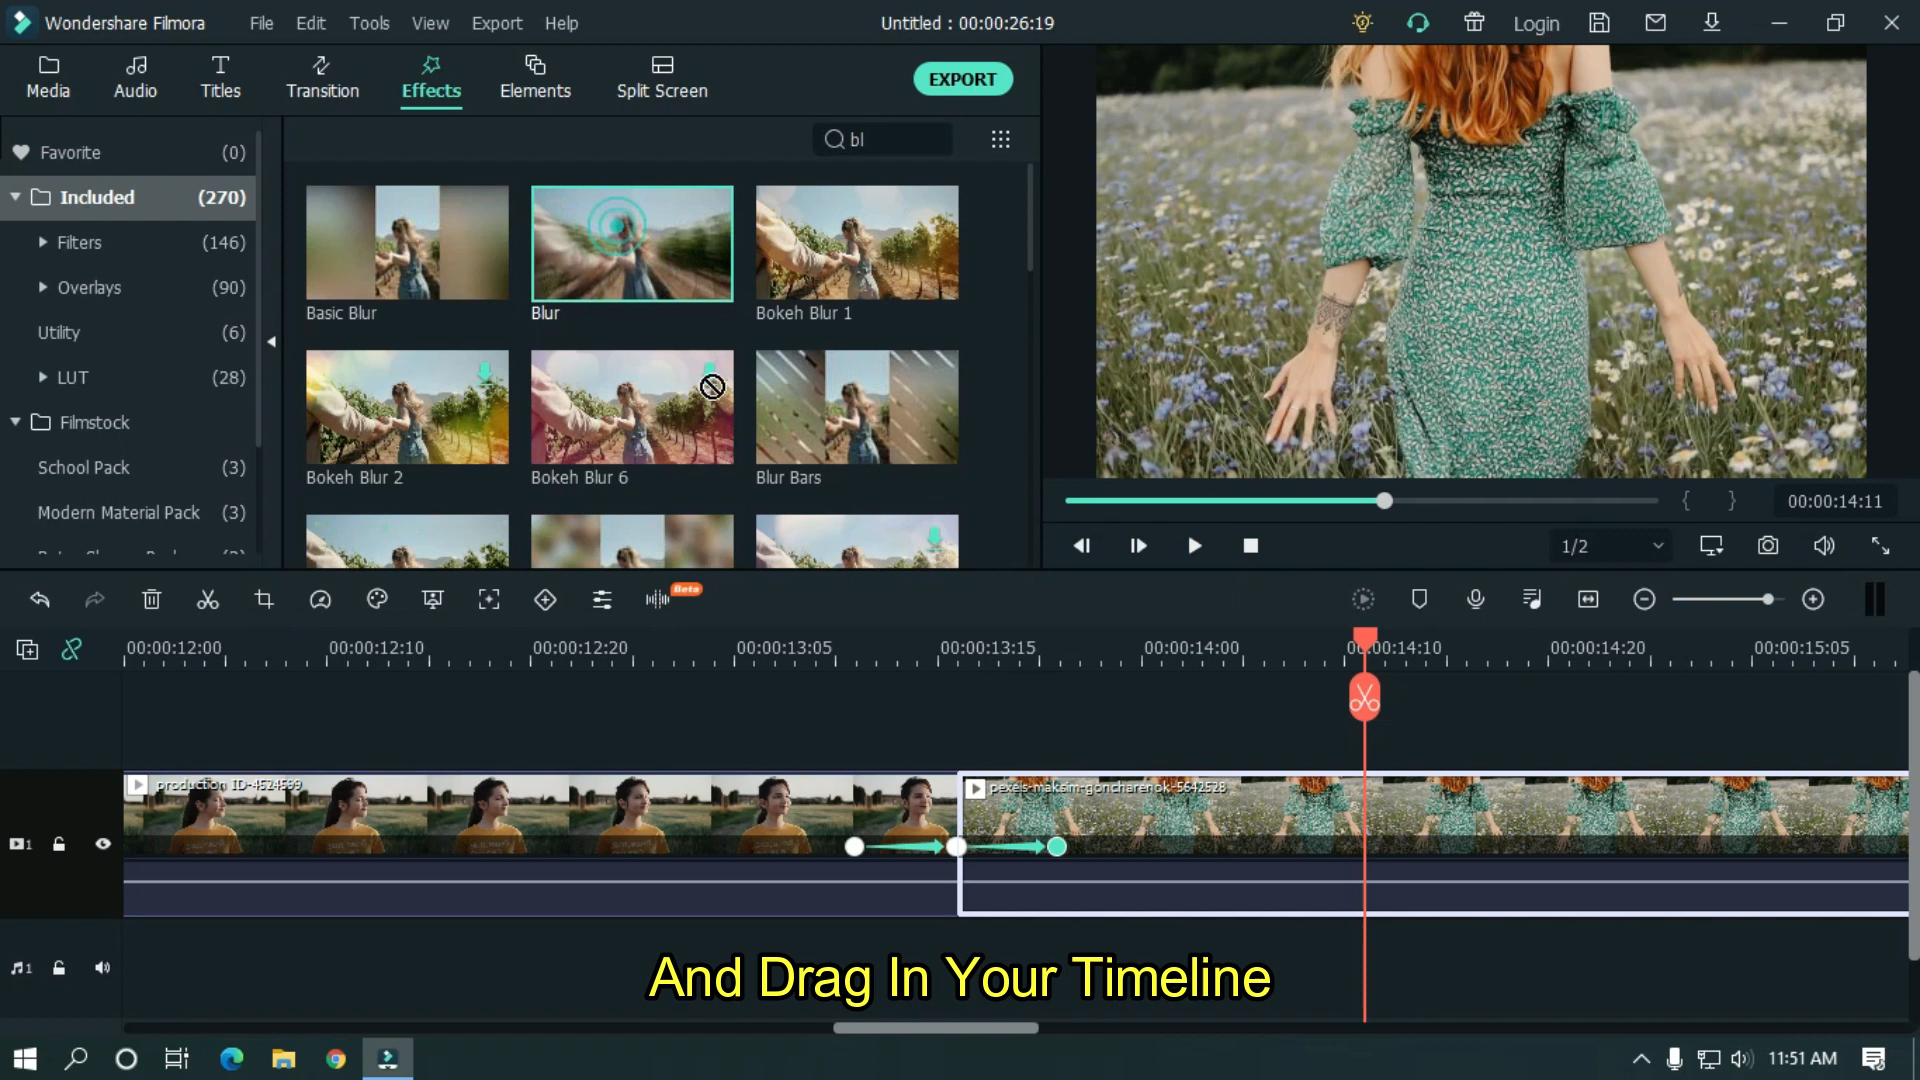 Wondershare Filmora
File Edit Tools View Export Help
Untitled : 00:00:26:19
Login
Media Audio Titles Transition Effects Elements Split Screen
EXPORT
bl
Favorite (0)
Included (270)
Filters (146)
Overlays (90)
Utility (6)
LUT (28)
Filmstock
School Pack (3)
Modern Material Pack (3)
Basic Blur Blur Bokeh Blur 1
Bokeh Blur 2 Bokeh Blur 6 Blur Bars
{ } 00:00:14:11
1/2
Beta
00:00:12:00 00:00:12:10 00:00:12:20 00:00:13:05 00:00:13:15 00:00:14:00 00:00:14:10 00:00:14:20 00:00:15:05
production ID-4524599
pexels-maksim-goncharenok-5642528
1
1
And Drag In Your Timeline
11:51 AM